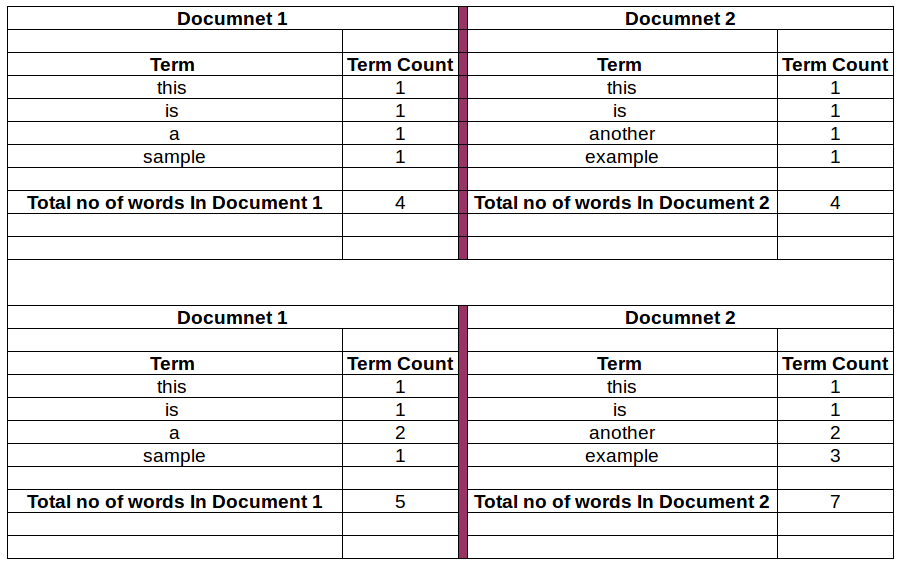 Documnet 1 Documnet 2
Term Term Count Term Term Count
this 1 this 1
is 1 is 1
a 1 another 1
sample 1 example 1
Total no of words In Document 1 4 Total no of words In Document 2 4
Documnet 1 Documnet 2
Term Term Count Term Term Count
this 1 this 1
is 1 is 1
a 2 another 2
sample 1 example 3
Total no of words In Document 1 5 Total no of words In Document 2 7